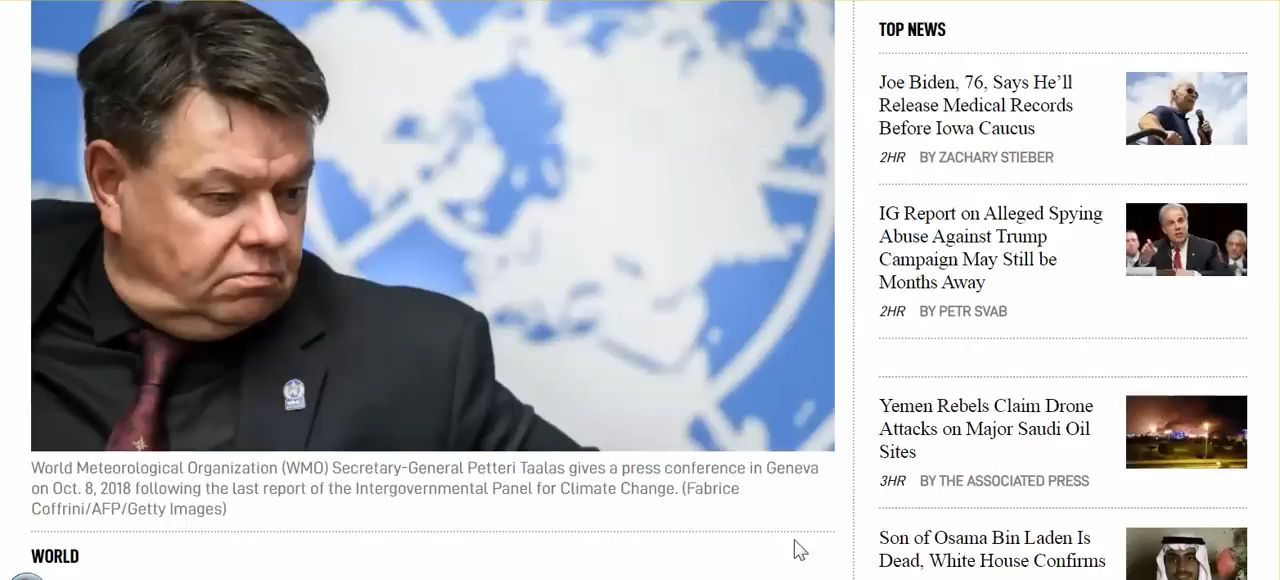 World Meteorological Organization (WMO) Secretary-General Petteri Taalas gives a press conference in Geneva
on Oct. 8, 2018 following the last report of the Intergovernmental Panel for Climate Change. (Fabrice
Coffrini/AFP/Getty Images)
WORLD
TOP NEWS
Joe Biden, 76, Says He’ll
Release Medical Records
Before Iowa Caucus
2HR BY ZACHARY STIEBER
IG Report on Alleged Spying
Abuse Against Trump
Campaign May Still be
Months Away
2HR BY PETR SVAB
Yemen Rebels Claim Drone
Attacks on Major Saudi Oil
Sites
3HR BY THE ASSOCIATED PRESS
Son of Osama Bin Laden Is
Dead, White House Confirms